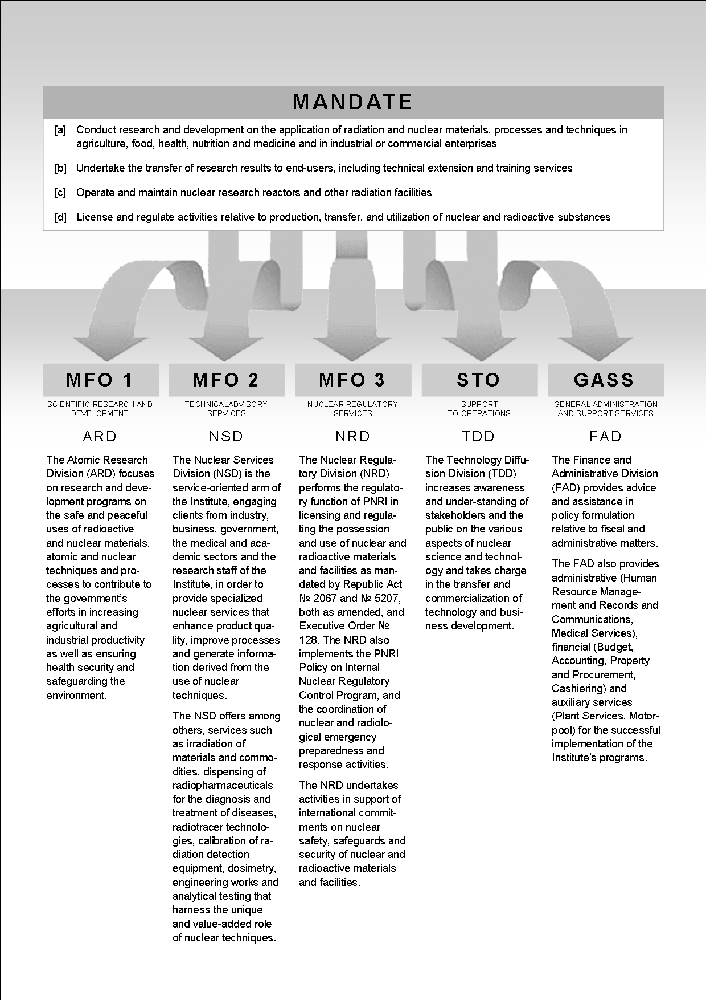 MANDATE
[a] Conduct research and development on the application of radiation and nuclear materials, processes and techniques in
agriculture, food, health, nutrition and medicine and in industrial or commercial enterprises
[b] Undertake the transfer of research results to end-users, including technical extension and training services
[c] Operate and maintain nuclear research reactors and other radiation facilities
[d] License and regulate activities relative to production, transfer, and utilization of nuclear and radioactive substances
MFO 1
SCIENTIFIC RESEARCH AND
DEVELOPMENT
ARD
The Atomic Research
Division (ARD) focuses
on research and deve-
lopment programs on
the safe and peaceful
uses of radioactive
and nuclear materials,
atomic and nuclear
techniques and pro-
cesses to contribute to
the government’s
efforts in increasing
agricultural and
industrial productivity
as well as ensuring
health security and
safeguarding the
environment.
MFO 2
TECHNICALADVISORY
SERVICES
NSD
The Nuclear Services
Division (NSD) is the
service-oriented arm of
the Institute, engaging
clients from industry,
business, government,
the medical and aca-
demic sectors and the
research staff of the
Institute, in order to
provide specialized
nuclear services that
enhance product qua-
lity, improve processes
and generate informa-
tion derived from the
use of nuclear
techniques.
The NSD offers among
others, services such
as irradiation of
materials and commo-
dities, dispensing of
radiopharmaceuticals
for the diagnosis and
treatment of diseases,
radiotracer technolo-
gies, calibration of ra-
diation detection
equipment, dosimetry,
engineering works and
analytical testing that
harness the unique
and value-added role
of nuclear techniques.
MFO 3
NUCLEAR REGULATORY
SERVICES
NRD
The Nuclear Regula-
tory Division (NRD)
performs the regulato-
ry function of PNRI in
licensing and regula-
ting the possession
and use of nuclear and
radioactive materials
and facilities as man-
dated by Republic Act
№ 2067 and № 5207,
both as amended, and
Executive Order №
128. The NRD also
implements the PNRI
Policy on Internal
Nuclear Regulatory
Control Program, and
the coordination of
nuclear and radiolo-
gical emergency
preparedness and
response activities.
The NRD undertakes
activities in support of
international commit-
ments on nuclear
safety, safeguards and
security of nuclear and
radioactive materials
and facilities.
STO
SUPPORT
TO OPERATIONS
TDD
The Technology Diffu-
sion Division (TDD)
increases awareness
and under-standing of
stakeholders and the
public on the various
aspects of nuclear
science and technol-
ogy and takes charge
in the transfer and
commercialization of
technology and busi-
ness development.
GASS
GENERAL ADMINISTRATION
AND SUPPORT SERVICES
FAD
The Finance and
Administrative Division
(FAD) provides advice
and assistance in
policy formulation
relative to fiscal and
administrative matters.
The FAD also provides
administrative (Human
Resource Manage-
ment and Records and
Communications,
Medical Services),
financial (Budget,
Accounting, Property
and Procurement,
Cashiering) and
auxiliary services
(Plant Services, Motor-
pool) for the successful
implementation of the
Institute’s programs.